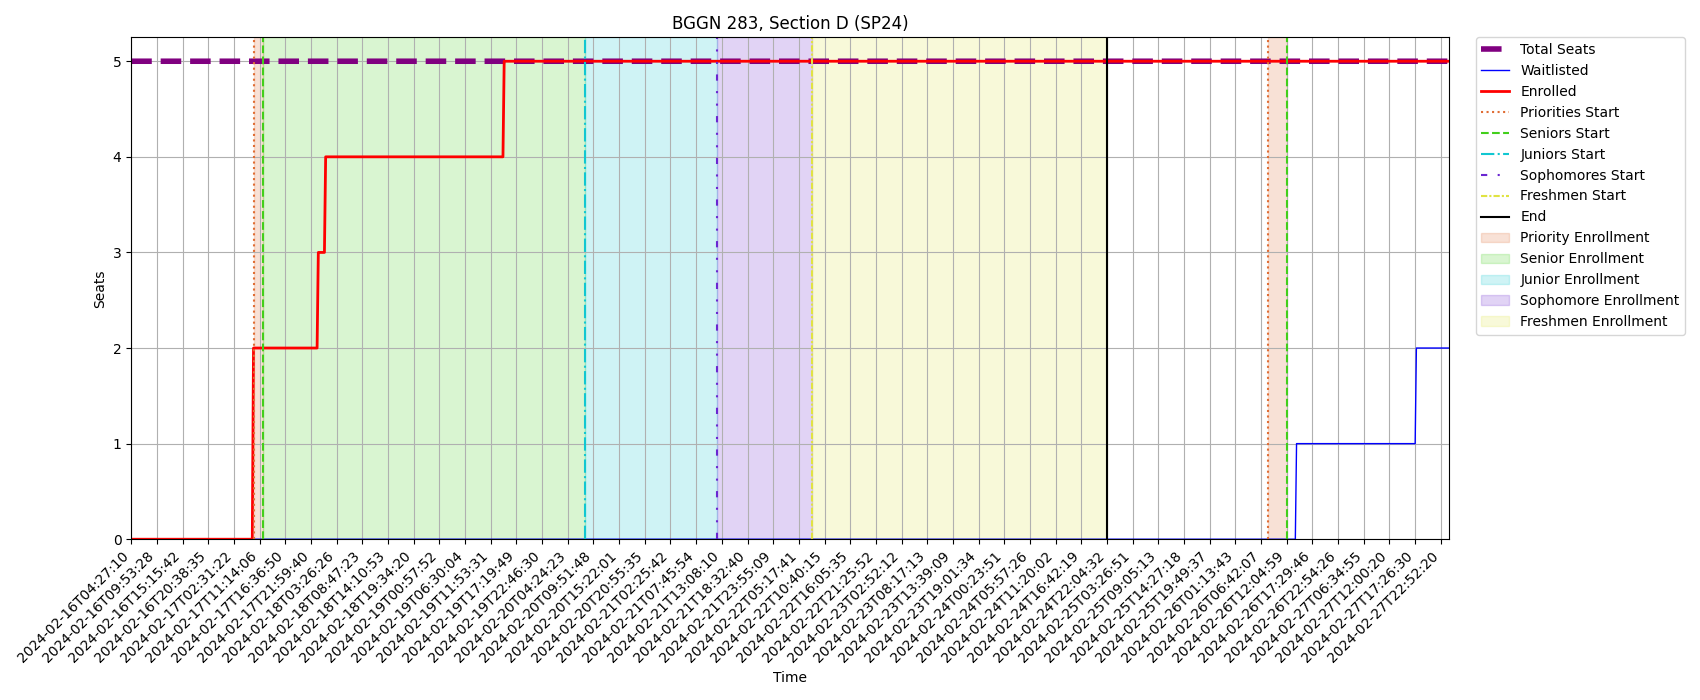 BGGN 283, Section D (SP24)
Seats
5
4
3
2
1
0
2024-02-16T04:27:10
2024-02-16T09:53:28
2024-02-16T15:15:42
2024-02-16T20:38:35
2024-02-17T02:31:22
2024-02-17T11:14:06
2024-02-17T16:36:50
2024-02-17T21:59:40
2024-02-18T03:26:26
2024-02-18T08:47:23
2024-02-18T14:10:53
2024-02-18T19:34:20
2024-02-19T00:57:52
2024-02-19T06:30:04
2024-02-19T11:53:31
2024-02-19T17:19:49
2024-02-19T22:46:30
2024-02-20T04:24:23
2024-02-20T09:51:48
2024-02-20T15:22:01
2024-02-20T20:55:35
2024-02-21T02:25:42
2024-02-21T07:45:54
2024-02-21T13:08:10
2024-02-21T18:32:40
2024-02-21T23:55:09
2024-02-22T05:17:41
2024-02-22T10:40:15
2024-02-22T16:05:35
2024-02-22T21:25:52
2024-02-23T02:52:12
2024-02-23T08:17:13
2024-02-23T13:39:09
2024-02-23T19:01:34
2024-02-24T00:23:51
2024-02-24T05:57:26
2024-02-24T11:20:02
2024-02-24T16:42:19
2024-02-24T22:04:32
2024-02-25T03:26:51
2024-02-25T09:05:13
2024-02-25T14:27:18
2024-02-25T19:49:37
2024-02-26T01:13:43
2024-02-26T06:42:07
2024-02-26T12:04:59
2024-02-26T17:29:46
2024-02-26T22:54:26
2024-02-27T06:34:55
2024-02-27T12:00:20
2024-02-27T17:26:30
2024-02-27T22:52:20
Time
Total Seats
Waitlisted
Enrolled
Priorities Start
Seniors Start
Juniors Start
Sophomores Start
Freshmen Start
End
Priority Enrollment
Senior Enrollment
Junior Enrollment
Sophomore Enrollment
Freshmen Enrollment